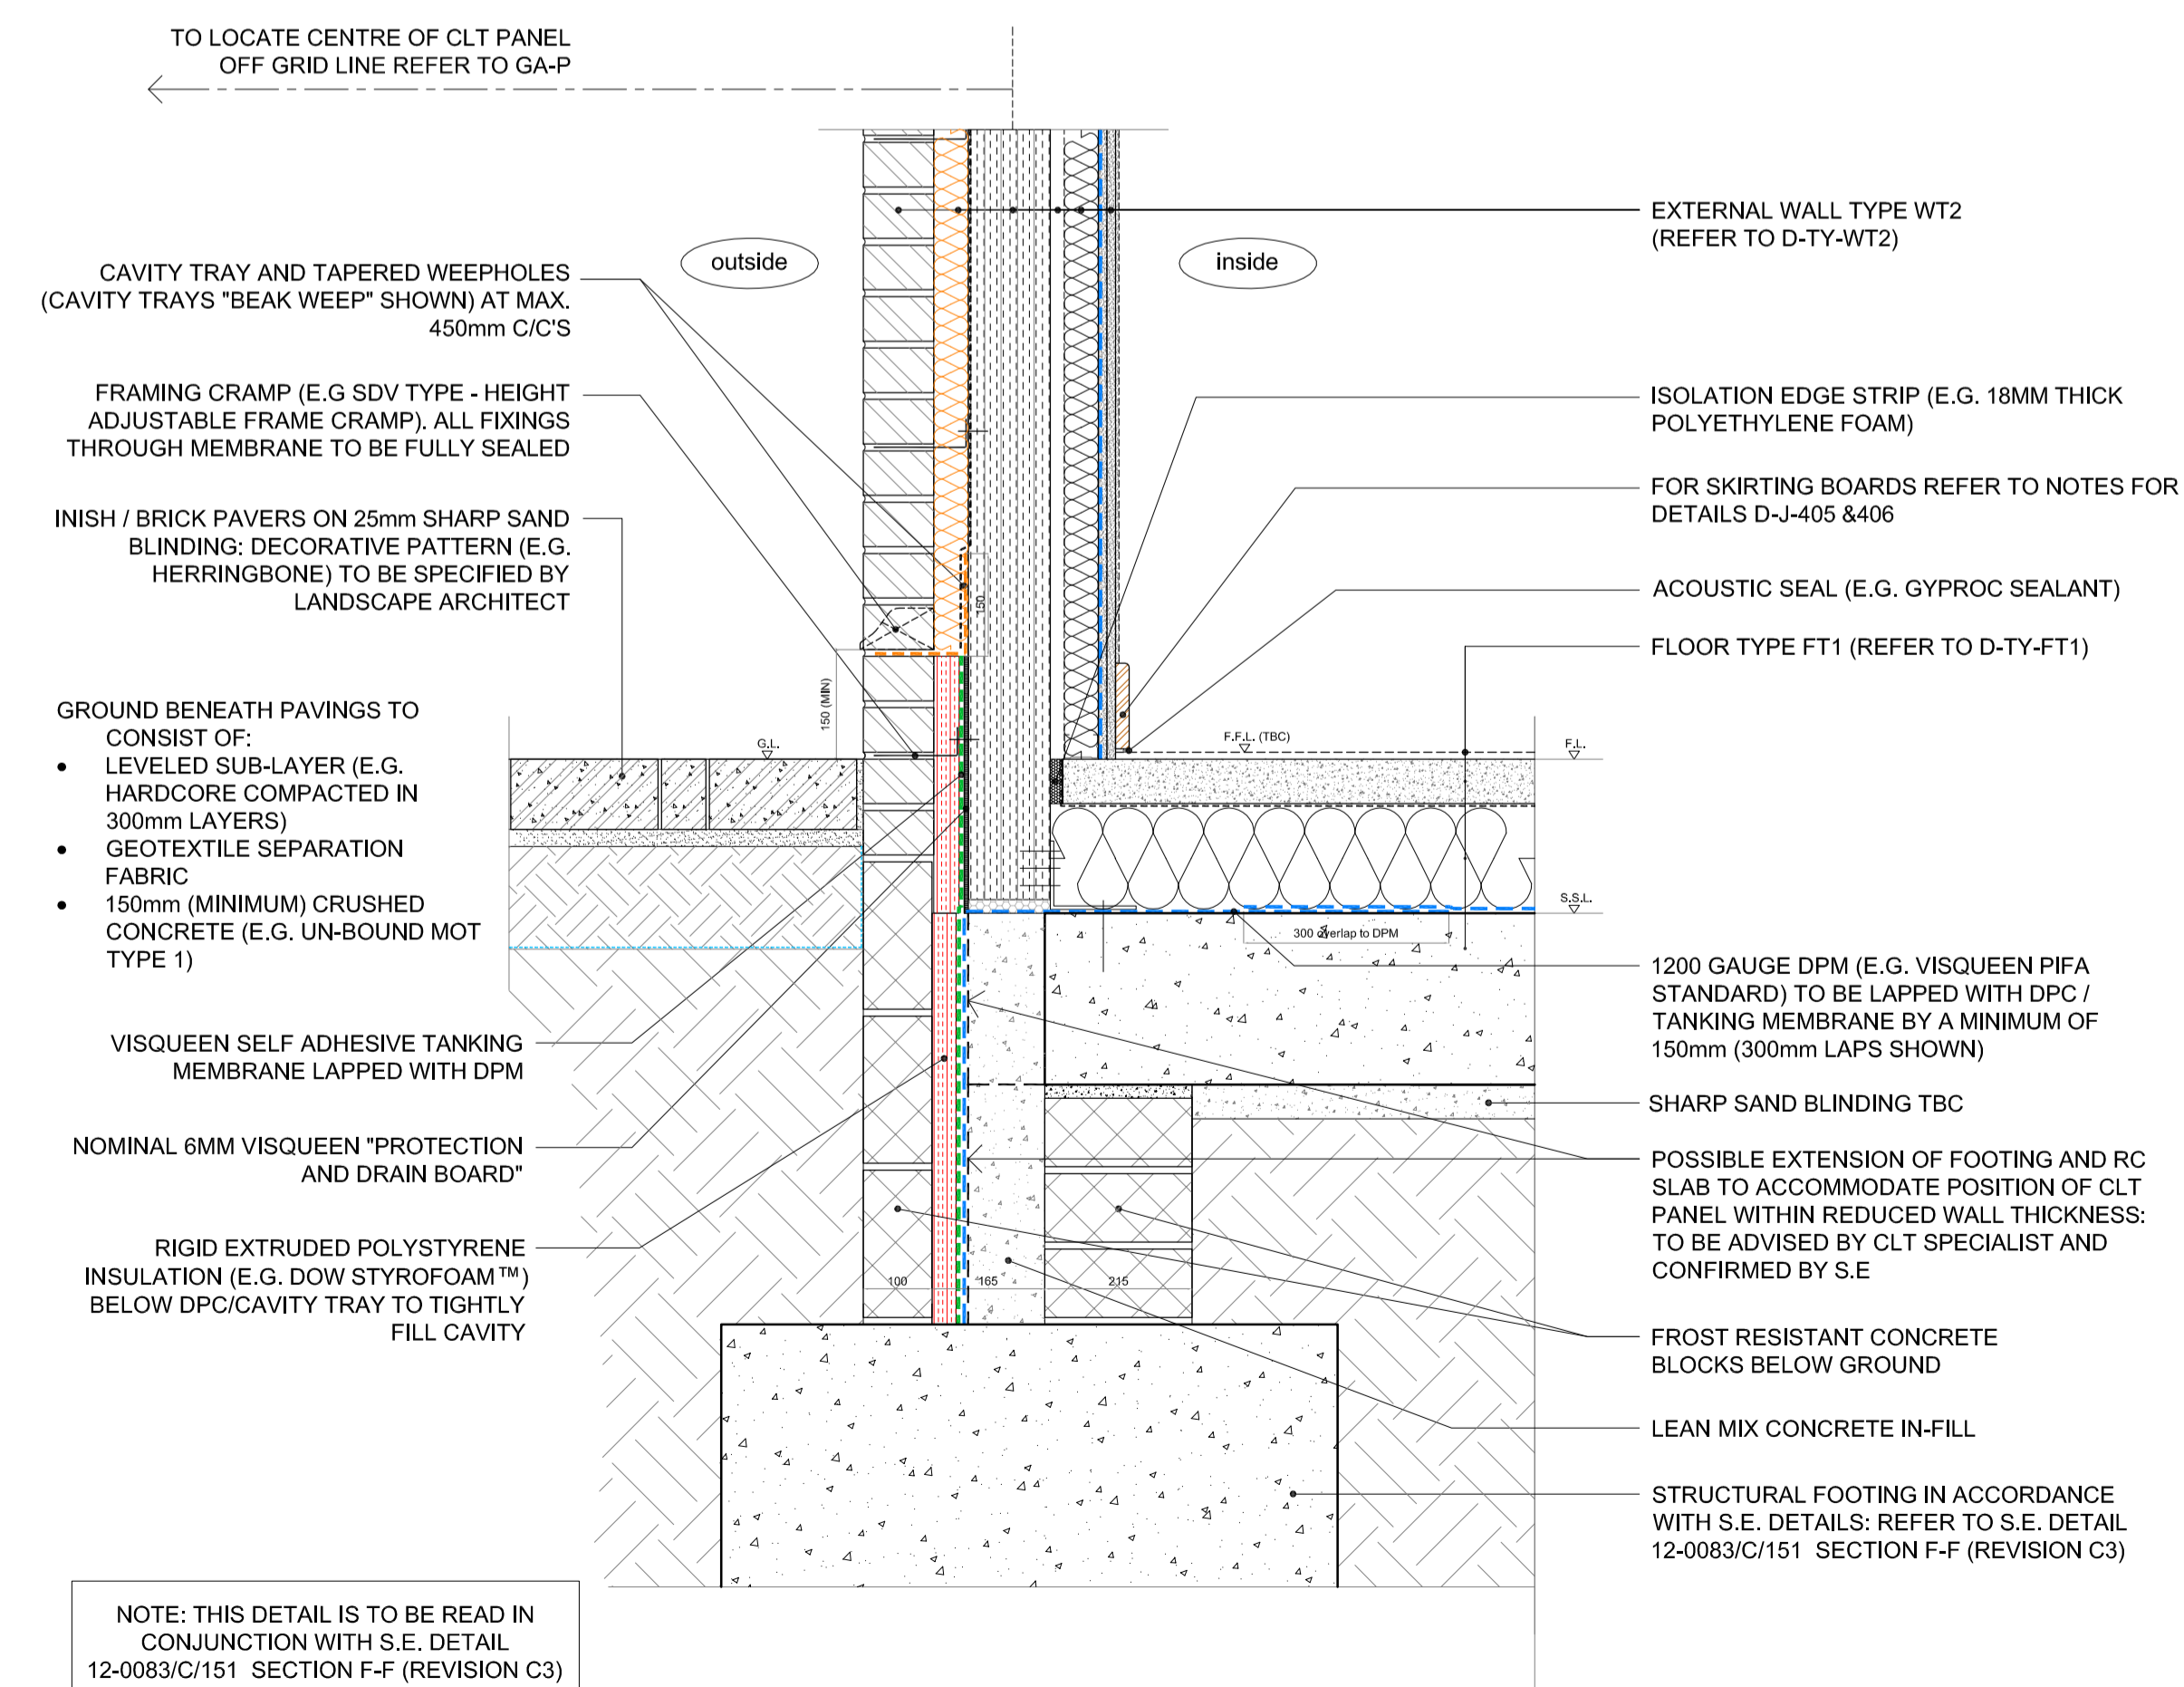 TO LOCATE CENTRE OF CLT PANEL
OFF GRID LINE REFER TO GA-P
outside
inside
CAVITY TRAY AND TAPERED WEEPHOLES
(CAVITY TRAYS "BEAK WEEP" SHOWN) AT MAX.
450mm C/C'S
FRAMING CRAMP (E.G SDV TYPE - HEIGHT
ADJUSTABLE FRAME CRAMP). ALL FIXINGS
THROUGH MEMBRANE TO BE FULLY SEALED
INISH / BRICK PAVERS ON 25mm SHARP SAND
BLINDING: DECORATIVE PATTERN (E.G.
HERRINGBONE) TO BE SPECIFIED BY
LANDSCAPE ARCHITECT
GROUND BENEATH PAVINGS TO
CONSIST OF:
• LEVELED SUB-LAYER (E.G.
HARDCORE COMPACTED IN
300mm LAYERS)
• GEOTEXTILE SEPARATION
FABRIC
• 150mm (MINIMUM) CRUSHED
CONCRETE (E.G. UN-BOUND MOT
TYPE 1)
VISQUEEN SELF ADHESIVE TANKING
MEMBRANE LAPPED WITH DPM
NOMINAL 6MM VISQUEEN "PROTECTION
AND DRAIN BOARD"
RIGID EXTRUDED POLYSTYRENE
INSULATION (E.G. DOW STYROFOAM™)
BELOW DPC/CAVITY TRAY TO TIGHTLY
FILL CAVITY
NOTE: THIS DETAIL IS TO BE READ IN
CONJUNCTION WITH S.E. DETAIL
12-0083/C/151 SECTION F-F (REVISION C3)
150
150 (MIN)
G.L.
F.F.L. (TBC)
F.L.
S.S.L.
300 overlap to DPM
100
165
215
EXTERNAL WALL TYPE WT2
(REFER TO D-TY-WT2)
ISOLATION EDGE STRIP (E.G. 18MM THICK
POLYETHYLENE FOAM)
FOR SKIRTING BOARDS REFER TO NOTES FOR
DETAILS D-J-405 &406
ACOUSTIC SEAL (E.G. GYPROC SEALANT)
FLOOR TYPE FT1 (REFER TO D-TY-FT1)
1200 GAUGE DPM (E.G. VISQUEEN PIFA
STANDARD) TO BE LAPPED WITH DPC /
TANKING MEMBRANE BY A MINIMUM OF
150mm (300mm LAPS SHOWN)
SHARP SAND BLINDING TBC
POSSIBLE EXTENSION OF FOOTING AND RC
SLAB TO ACCOMMODATE POSITION OF CLT
PANEL WITHIN REDUCED WALL THICKNESS:
TO BE ADVISED BY CLT SPECIALIST AND
CONFIRMED BY S.E
FROST RESISTANT CONCRETE
BLOCKS BELOW GROUND
LEAN MIX CONCRETE IN-FILL
STRUCTURAL FOOTING IN ACCORDANCE
WITH S.E. DETAILS: REFER TO S.E. DETAIL
12-0083/C/151 SECTION F-F (REVISION C3)